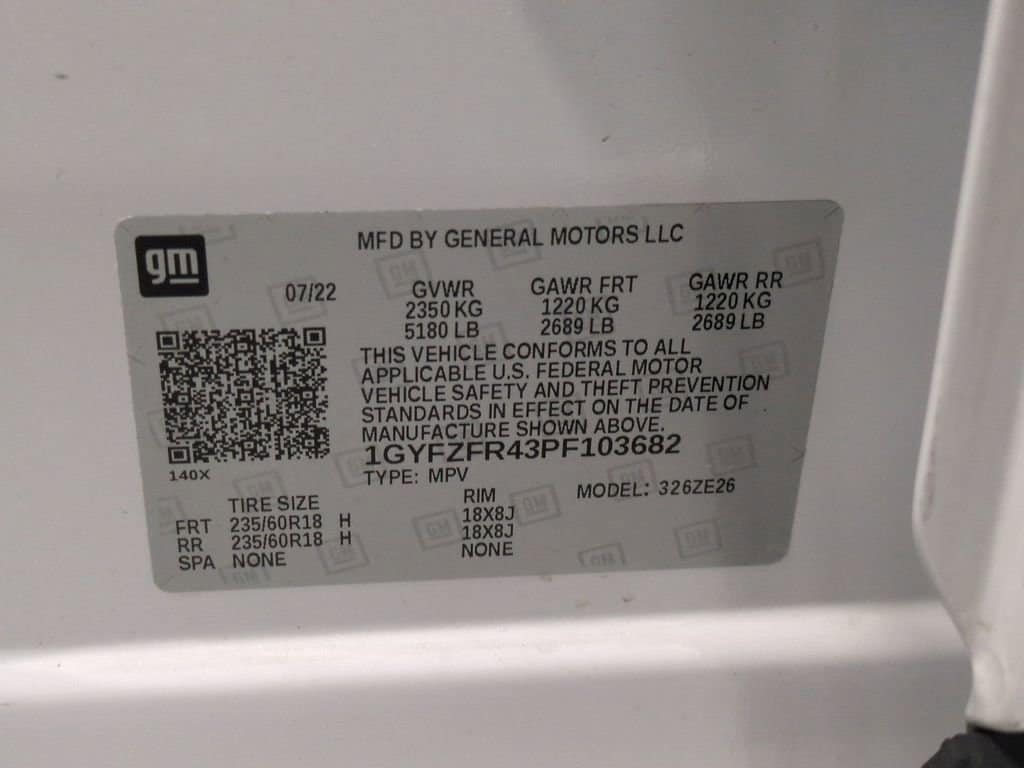 gm
MFD BY GENERAL MOTORS LLC
07/22 GVWR GAWR FRT GAWR RR
2350 KG 1220 KG 1220 KG
5180 LB 2689 LB 2689 LB
THIS VEHICLE CONFORMS TO ALL
APPLICABLE U.S. FEDERAL MOTOR
VEHICLE SAFETY AND THEFT PREVENTION
STANDARDS IN EFFECT ON THE DATE OF
MANUFACTURE SHOWN ABOVE.
1GYFZFR43PF103682
140X
TYPE: MPV MODEL: 326ZE26
TIRE SIZE RIM
FRT 235/60R18 H 18X8J
RR 235/60R18 H 18X8J
SPA NONE NONE